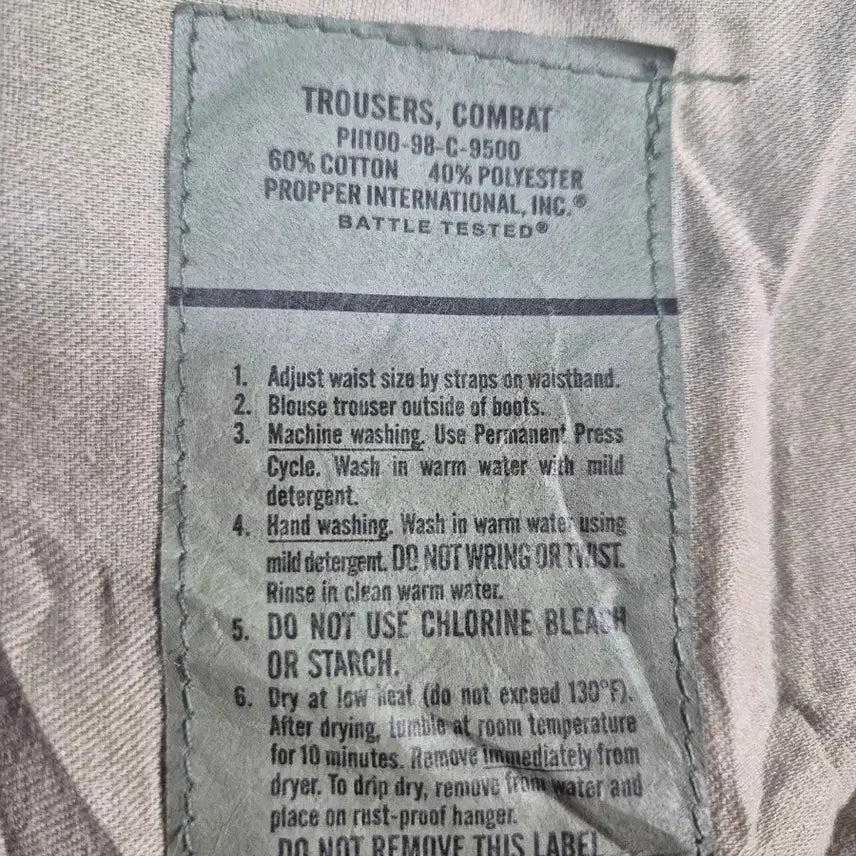 TROUSERS, COMBAT
PII100-98-C-9500
60% COTTON 40% POLYESTER
PROPPER INTERNATIONAL, INC.®
BATTLE TESTED®
1. Adjust waist size by straps on waistband.
2. Blouse trouser outside of boots.
3. Machine washing. Use Permanent Press
Cycle. Wash in warm water with mild
detergent.
4. Hand washing. Wash in warm water using
mild detergent. DO NOT WRING OR TWIST.
Rinse in clean warm water.
5. DO NOT USE CHLORINE BLEACH
OR STARCH.
6. Dry at low heat (do not exceed 130°F).
After drying, tumble at room temperature
for 10 minutes. Remove immediately from
dryer. To drip dry, remove from water and
place on rust-proof hanger.
DO NOT REMOVE THIS LABEL